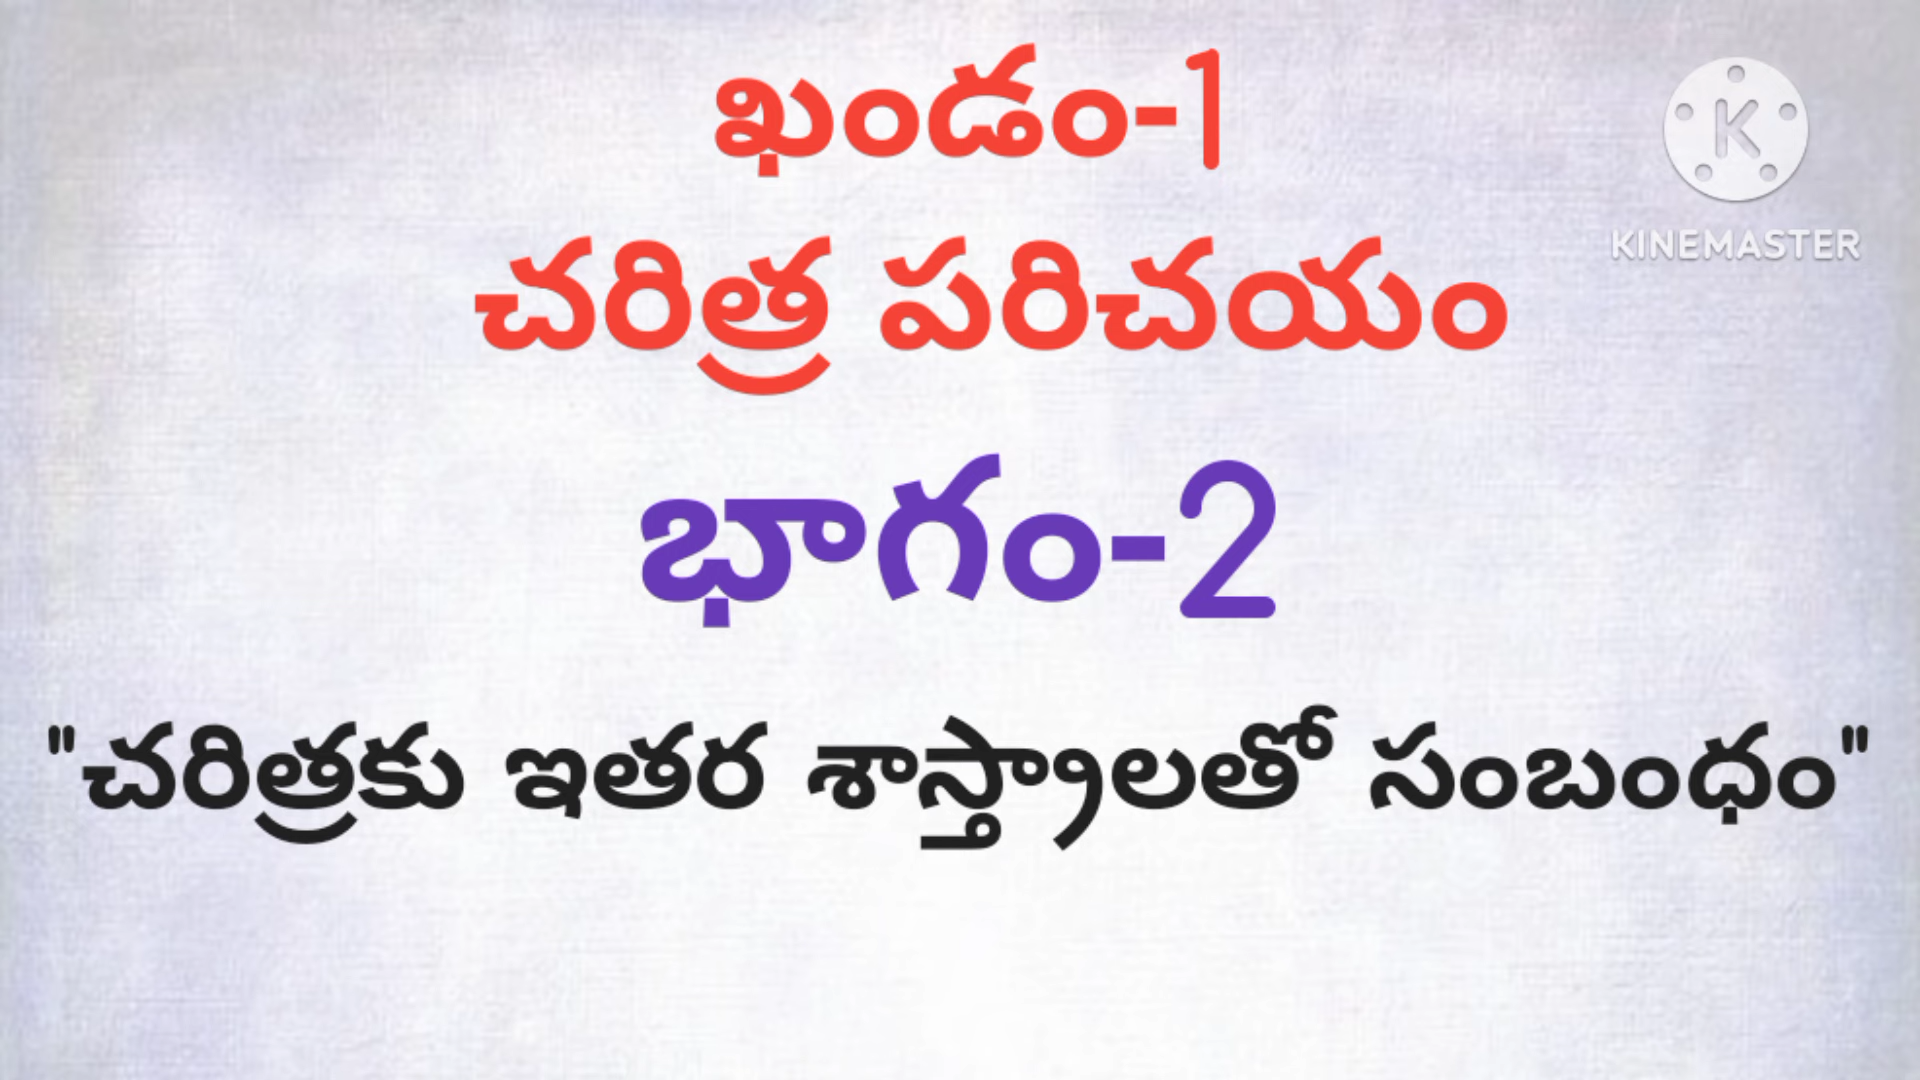 ఖండం-1
చరిత్ర పరిచయం
భాగం-2
"చరిత్రకు ఇతర శాస్త్రాలతో సంబంధం"
K
KINEMASTER